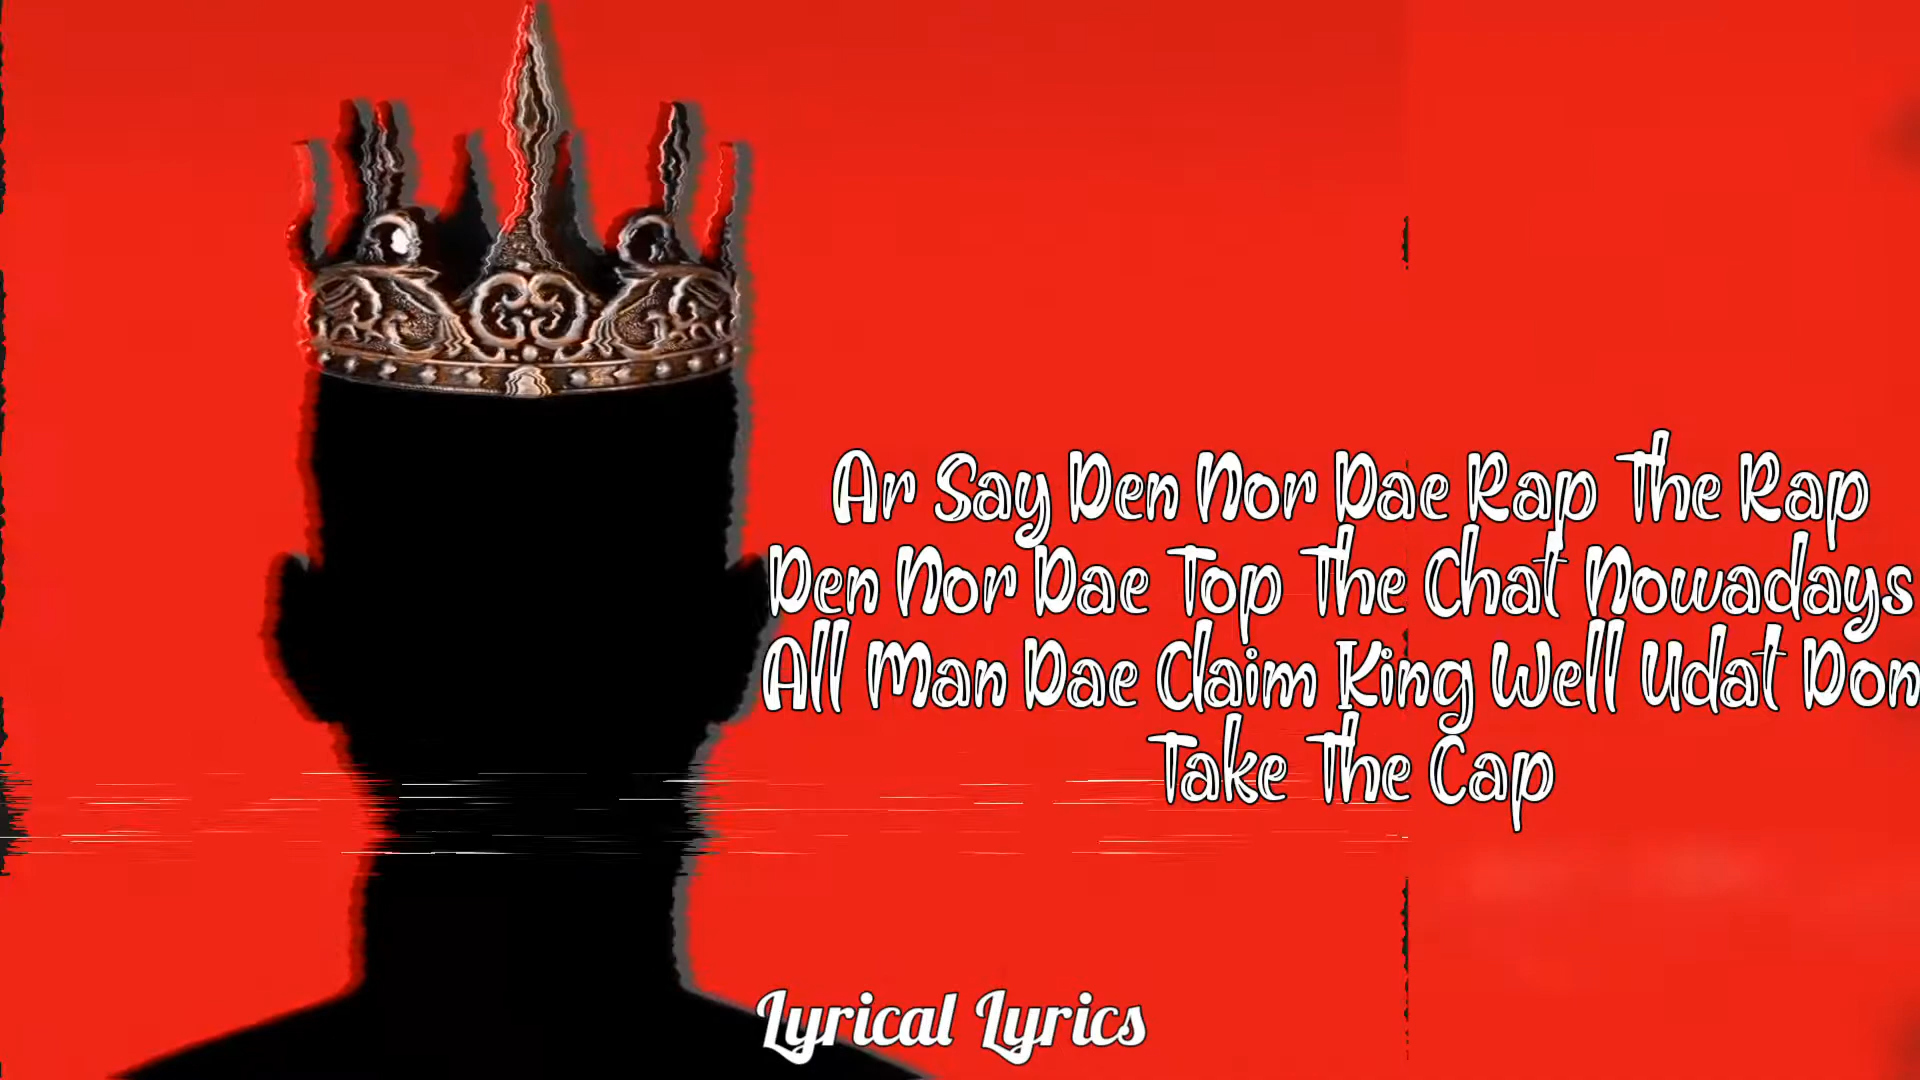 Ar Say Den Nor Dae Rap The Rap
Den Nor Dae Top The Chat Nowadays
All Man Dae Claim King Well Udat Don
Take The Cap
Lyrical Lyrics